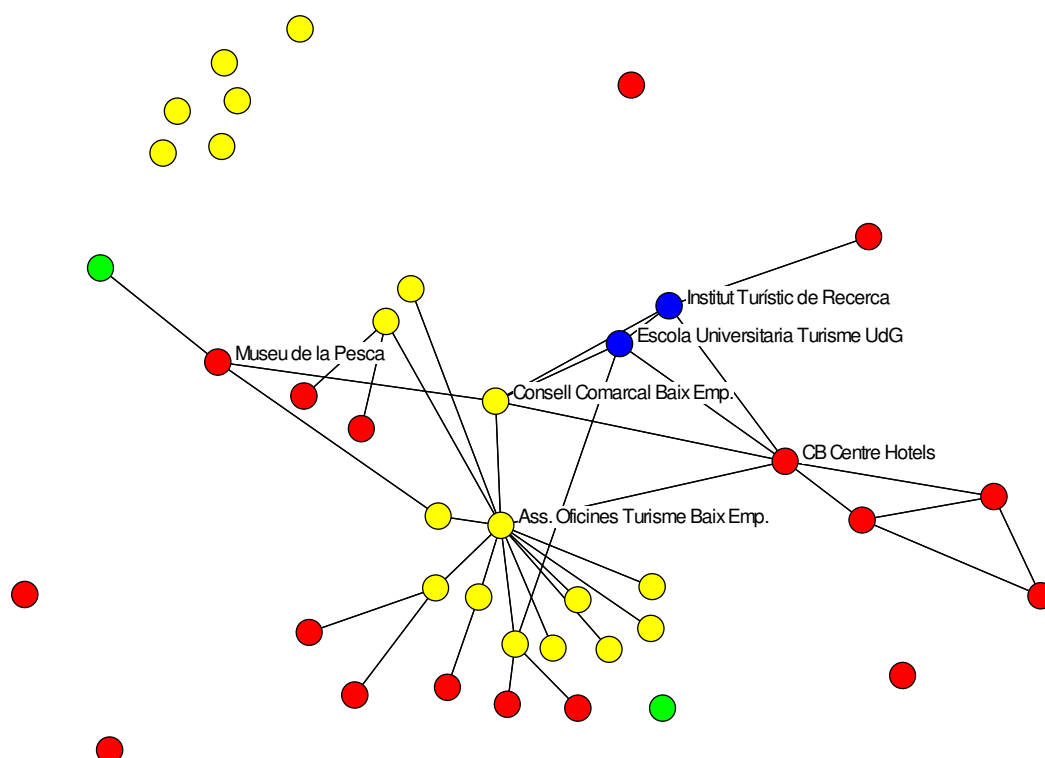 Institut Turístic de Recerca
Escola Universitaria Turisme UdG
Museu de la Pesca
Consell Comarcal Baix Emp.
CB Centre Hotels
Ass. Oficines Turisme Baix Emp.